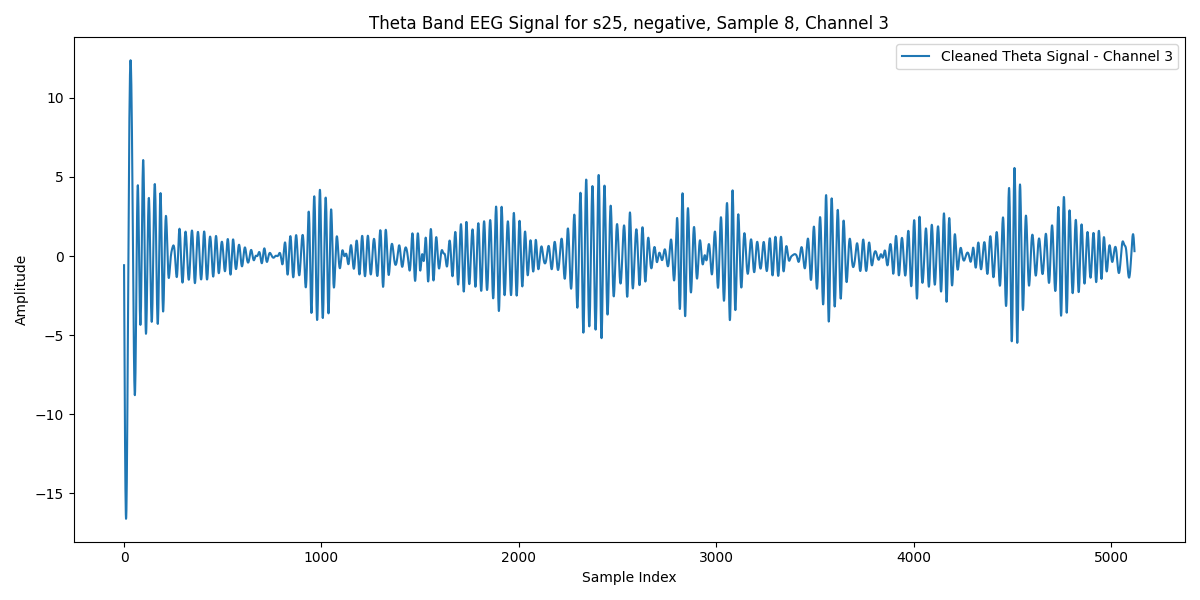 Theta Band EEG Signal for s25, negative, Sample 8, Channel 3
Cleaned Theta Signal - Channel 3
Amplitude
10
5
0
−5
−10
−15
0 1000 2000 3000 4000 5000
Sample Index